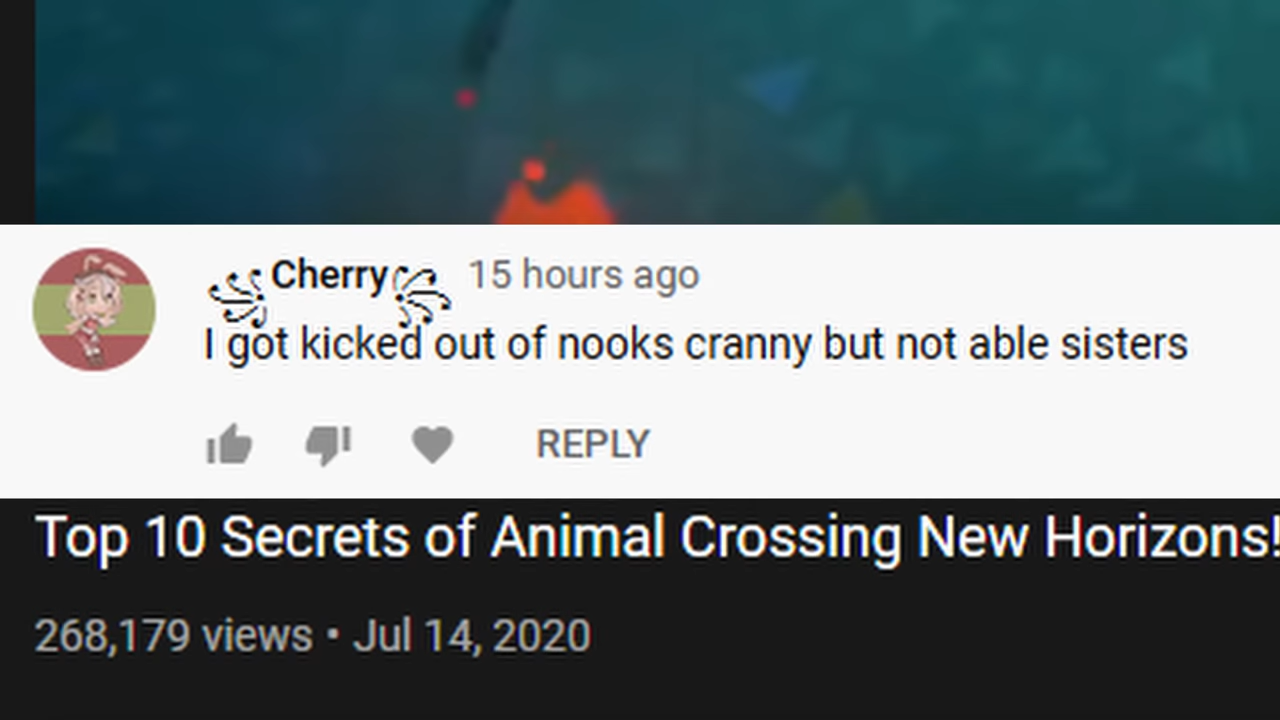 ꧁Cherry꧂ 15 hours ago
I got kicked out of nooks cranny but not able sisters
REPLY
Top 10 Secrets of Animal Crossing New Horizons!
268,179 views • Jul 14, 2020